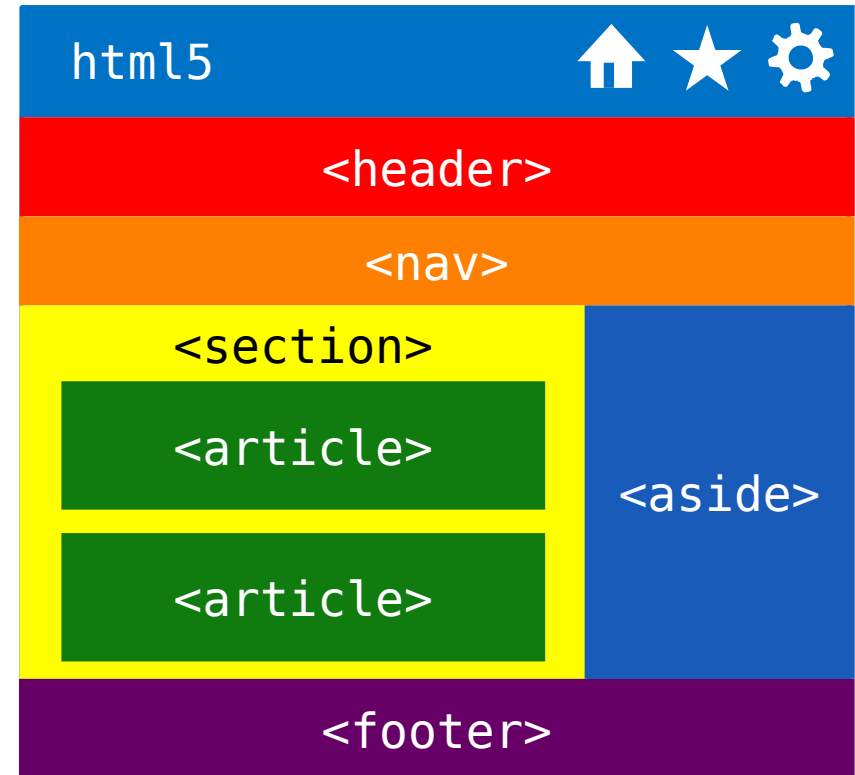 html5
<header>
<nav>
<section>
<article>
<aside>
<article>
<footer>